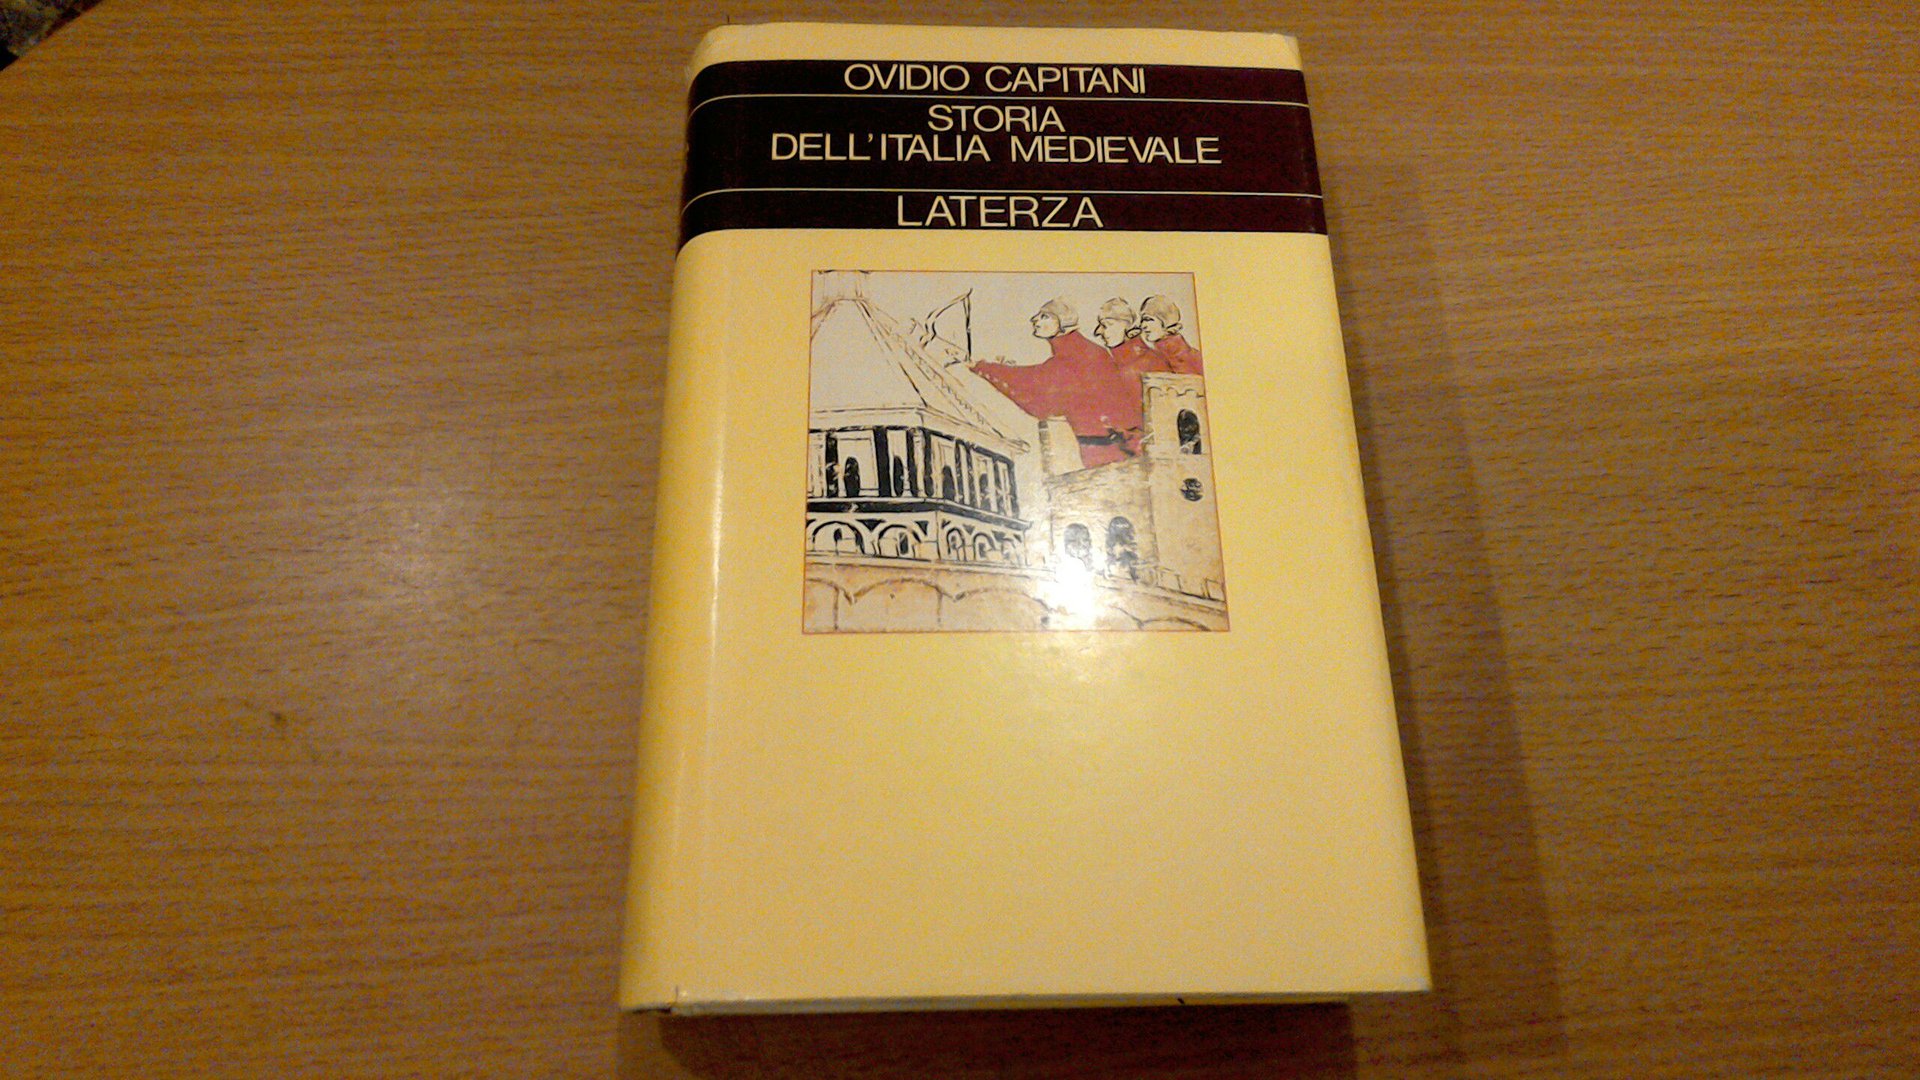 OVIDIO CAPITANI
STORIA
DELL'ITALIA MEDIEVALE
LATERZA